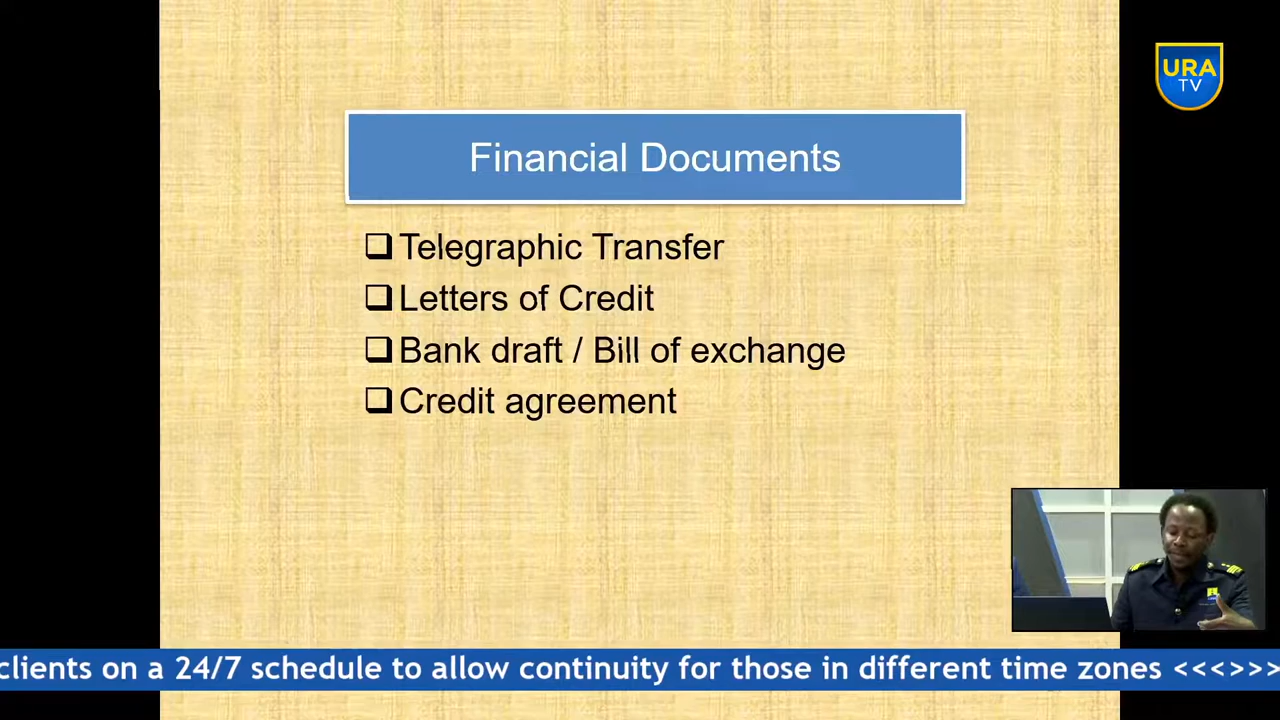 URA
TV
Financial Documents
Telegraphic Transfer
Letters of Credit
Bank draft / Bill of exchange
Credit agreement
clients on a 24/7 schedule to allow continuity for those in different time zones <<<>>>